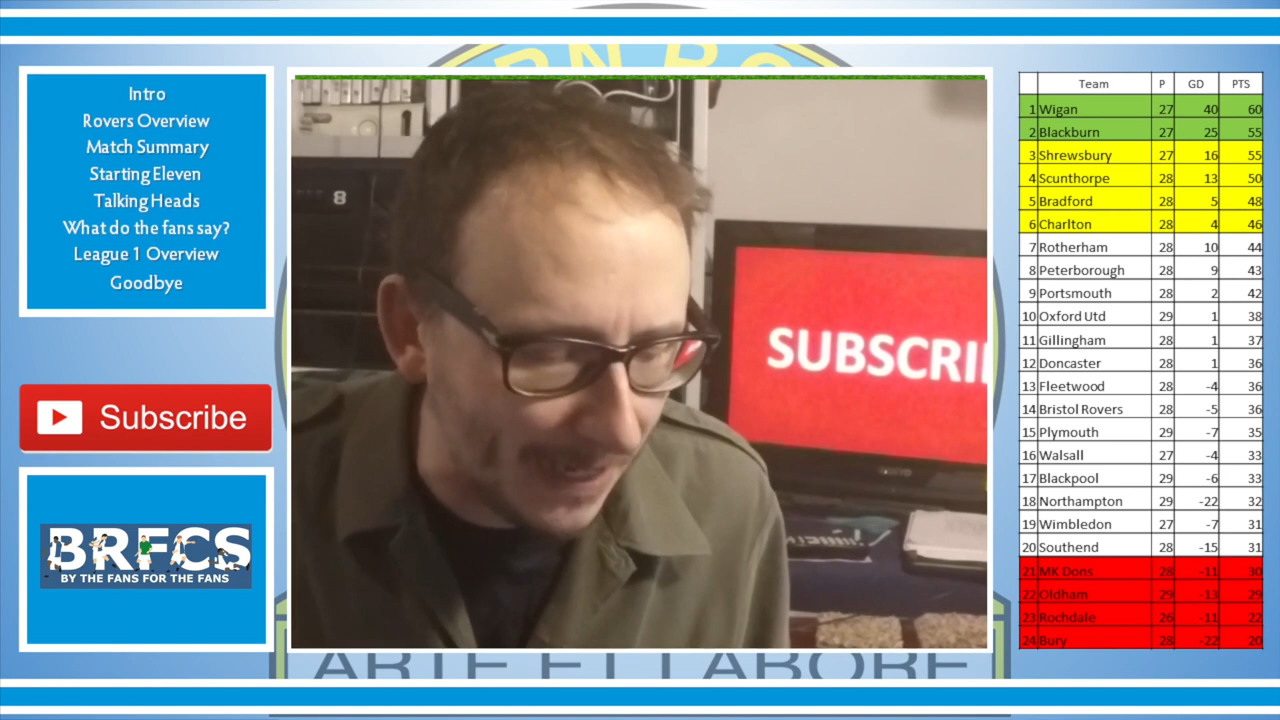 RN RO
Intro
Rovers Overview
Match Summary
Starting Eleven
Talking Heads
What do the fans say?
League 1 Overview
Goodbye
Subscribe
BRFCS
BY THE FANS FOR THE FANS
8
SUBSCRI
ARTE ET LABORE
Team P GD PTS
1 Wigan 27 40 60
2 Blackburn 27 25 55
3 Shrewsbury 27 16 55
4 Scunthorpe 28 13 50
5 Bradford 28 5 48
6 Charlton 28 4 46
7 Rotherham 28 10 44
8 Peterborough 28 9 43
9 Portsmouth 28 2 42
10 Oxford Utd 29 1 38
11 Gillingham 28 1 37
12 Doncaster 28 1 36
13 Fleetwood 28 -4 36
14 Bristol Rovers 28 -5 36
15 Plymouth 29 -7 35
16 Walsall 27 -4 33
17 Blackpool 29 -6 33
18 Northampton 29 -22 32
19 Wimbledon 27 -7 31
20 Southend 28 -15 31
21 MK Dons 28 -11 30
22 Oldham 29 -13 29
23 Rochdale 26 -11 22
24 Bury 28 -22 20